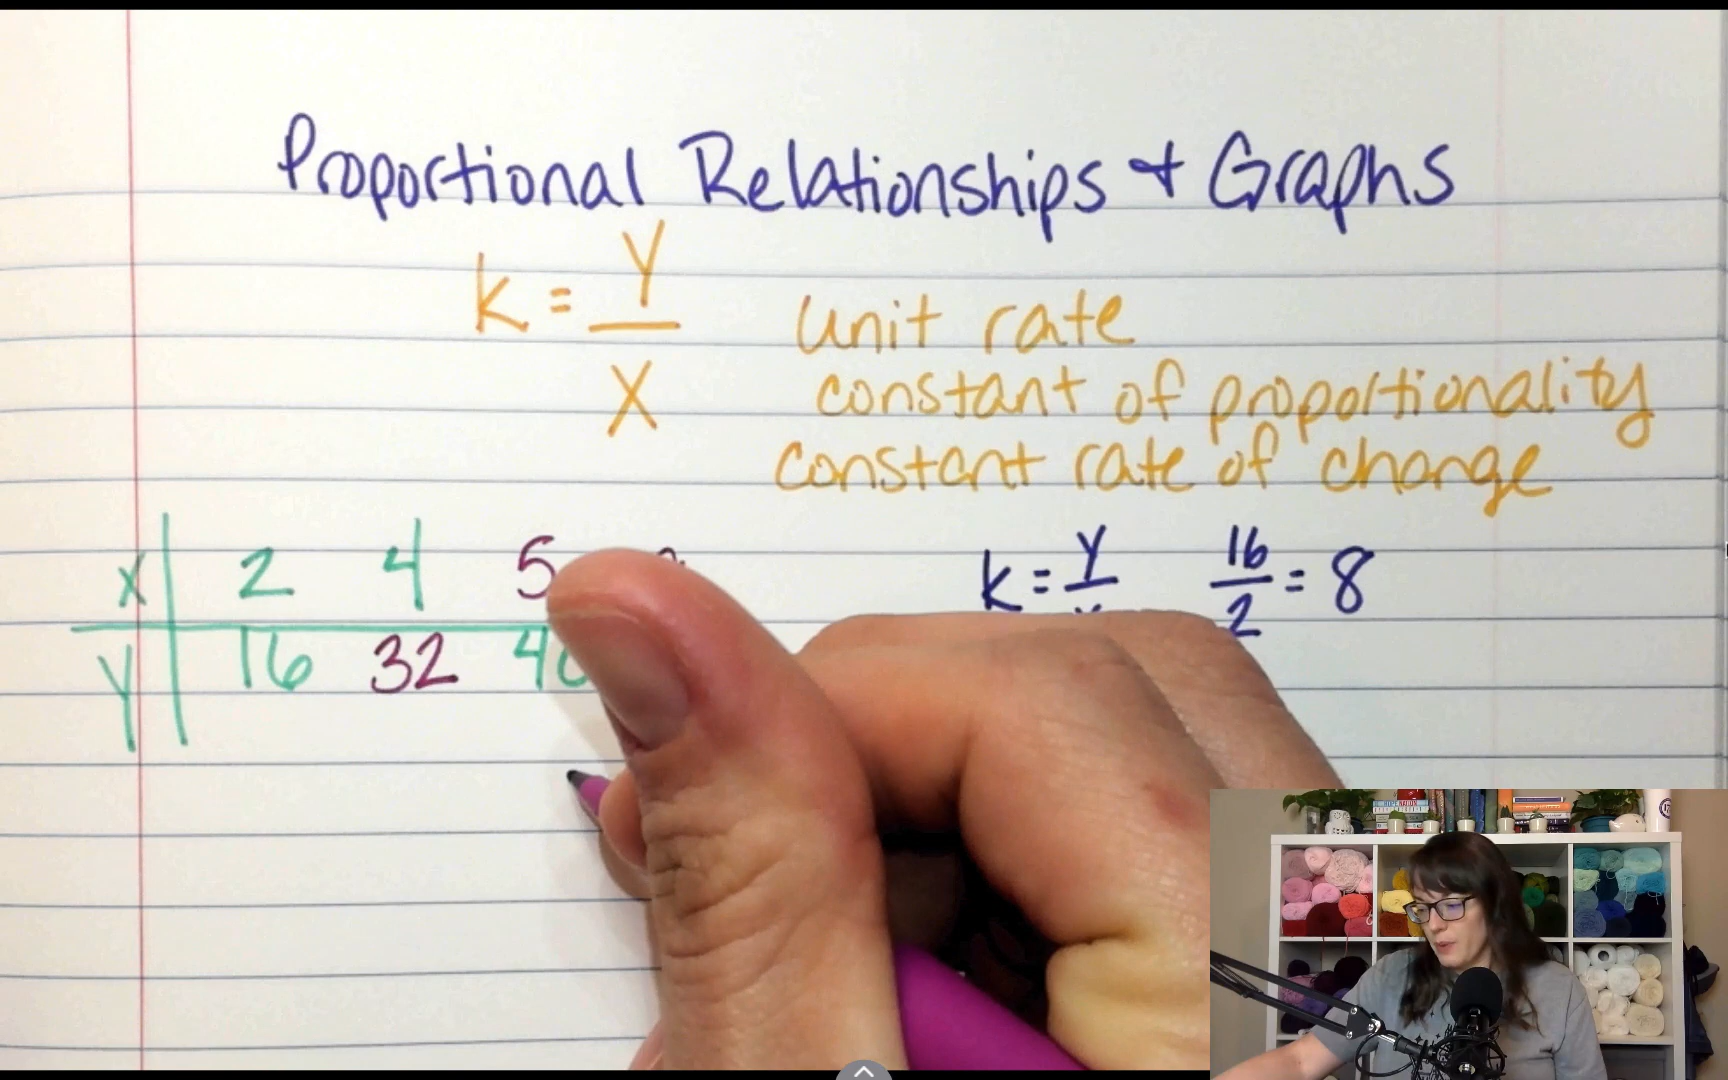 Proportional Relationships + Graphs
k = Y
X
unit rate
constant of proportionality
constant rate of change
x 2 4 5
y 16 32 40
k = y 16 = 8
2